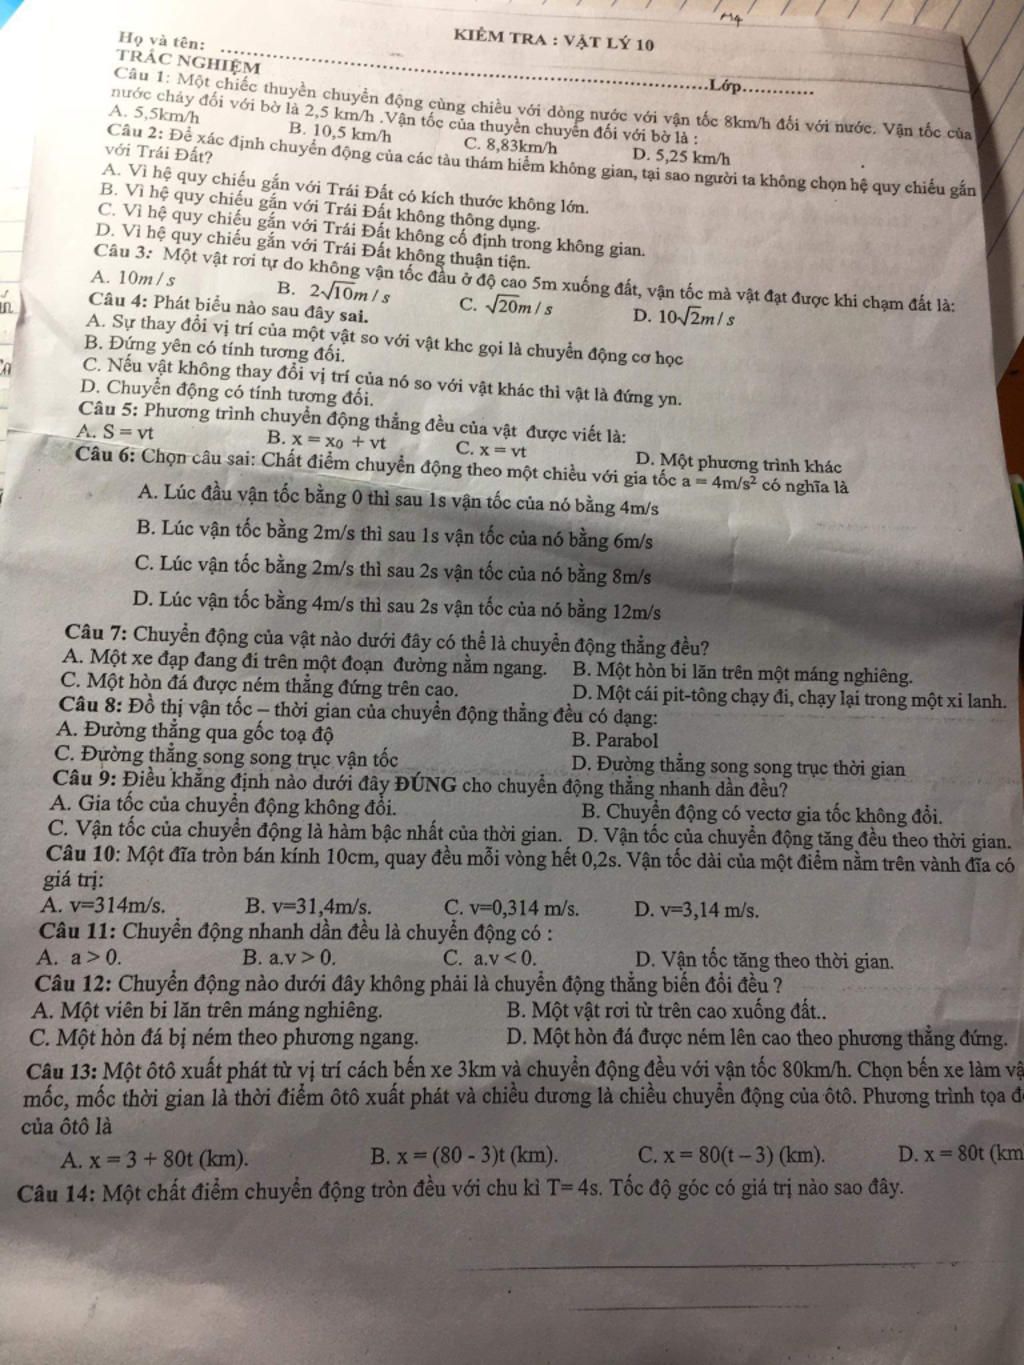 KIỂM TRA : VẬT LÝ 10
Họ và tên: ......Lớp............
TRẮC NGHIỆM
Câu 1: Một chiếc thuyền chuyển động cùng chiều với dòng nước với vận tốc 8km/h đối với nước. Vận tốc của
nước chảy đối với bờ là 2,5 km/h .Vận tốc của thuyền chuyển đối với bờ là :
A. 5,5km/h B. 10,5 km/h C. 8,83km/h D. 5,25 km/h
Câu 2: Để xác định chuyển động của các tàu thám hiểm không gian, tại sao người ta không chọn hệ quy chiếu gắn
với Trái Đất?
A. Vì hệ quy chiếu gắn với Trái Đất có kích thước không lớn.
B. Vì hệ quy chiếu gắn với Trái Đất không thông dụng.
C. Vì hệ quy chiếu gắn với Trái Đất không cố định trong không gian.
D. Vì hệ quy chiếu gắn với Trái Đất không thuận tiện.
Câu 3: Một vật rơi tự do không vận tốc đầu ở độ cao 5m xuống đất, vận tốc mà vật đạt được khi chạm đất là:
A. 10m / s B. 2√10m / s C. √20m / s D. 10√2m / s
Câu 4: Phát biểu nào sau đây sai.
A. Sự thay đổi vị trí của một vật so với vật khc gọi là chuyển động cơ học
B. Đứng yên có tính tương đối.
C. Nếu vật không thay đổi vị trí của nó so với vật khác thì vật là đứng yn.
D. Chuyển động có tính tương đối.
Câu 5: Phương trình chuyển động thẳng đều của vật được viết là:
A. S = vt B. x = x₀ + vt C. x = vt D. Một phương trình khác
Câu 6: Chọn câu sai: Chất điểm chuyển động theo một chiều với gia tốc a = 4m/s² có nghĩa là
A. Lúc đầu vận tốc bằng 0 thì sau 1s vận tốc của nó bằng 4m/s
B. Lúc vận tốc bằng 2m/s thì sau 1s vận tốc của nó bằng 6m/s
C. Lúc vận tốc bằng 2m/s thì sau 2s vận tốc của nó bằng 8m/s
D. Lúc vận tốc bằng 4m/s thì sau 2s vận tốc của nó bằng 12m/s
Câu 7: Chuyển động của vật nào dưới đây có thể là chuyển động thẳng đều?
A. Một xe đạp đang đi trên một đoạn đường nằm ngang. B. Một hòn bi lăn trên một máng nghiêng.
C. Một hòn đá được ném thẳng đứng trên cao. D. Một cái pit-tông chạy đi, chạy lại trong một xi lanh.
Câu 8: Đồ thị vận tốc – thời gian của chuyển động thẳng đều có dạng:
A. Đường thẳng qua gốc toạ độ B. Parabol
C. Đường thẳng song song trục vận tốc D. Đường thẳng song song trục thời gian
Câu 9: Điều khẳng định nào dưới đây ĐÚNG cho chuyển động thẳng nhanh dần đều?
A. Gia tốc của chuyển động không đổi. B. Chuyển động có vectơ gia tốc không đổi.
C. Vận tốc của chuyển động là hàm bậc nhất của thời gian. D. Vận tốc của chuyển động tăng đều theo thời gian.
Câu 10: Một đĩa tròn bán kính 10cm, quay đều mỗi vòng hết 0,2s. Vận tốc dài của một điểm nằm trên vành đĩa có
giá trị:
A. v=314m/s. B. v=31,4m/s. C. v=0,314 m/s. D. v=3,14 m/s.
Câu 11: Chuyển động nhanh dần đều là chuyển động có :
A. a > 0. B. a.v > 0. C. a.v < 0. D. Vận tốc tăng theo thời gian.
Câu 12: Chuyển động nào dưới đây không phải là chuyển động thẳng biến đổi đều ?
A. Một viên bi lăn trên máng nghiêng. B. Một vật rơi từ trên cao xuống đất..
C. Một hòn đá bị ném theo phương ngang. D. Một hòn đá được ném lên cao theo phương thẳng đứng.
Câu 13: Một ôtô xuất phát từ vị trí cách bến xe 3km và chuyển động đều với vận tốc 80km/h. Chọn bến xe làm vậ
mốc, mốc thời gian là thời điểm ôtô xuất phát và chiều dương là chiều chuyển động của ôtô. Phương trình tọa đ
của ôtô là
A. x = 3 + 80t (km). B. x = (80 - 3)t (km). C. x = 80(t – 3) (km). D. x = 80t (km
Câu 14: Một chất điểm chuyển động tròn đều với chu kì T= 4s. Tốc độ góc có giá trị nào sao đây.